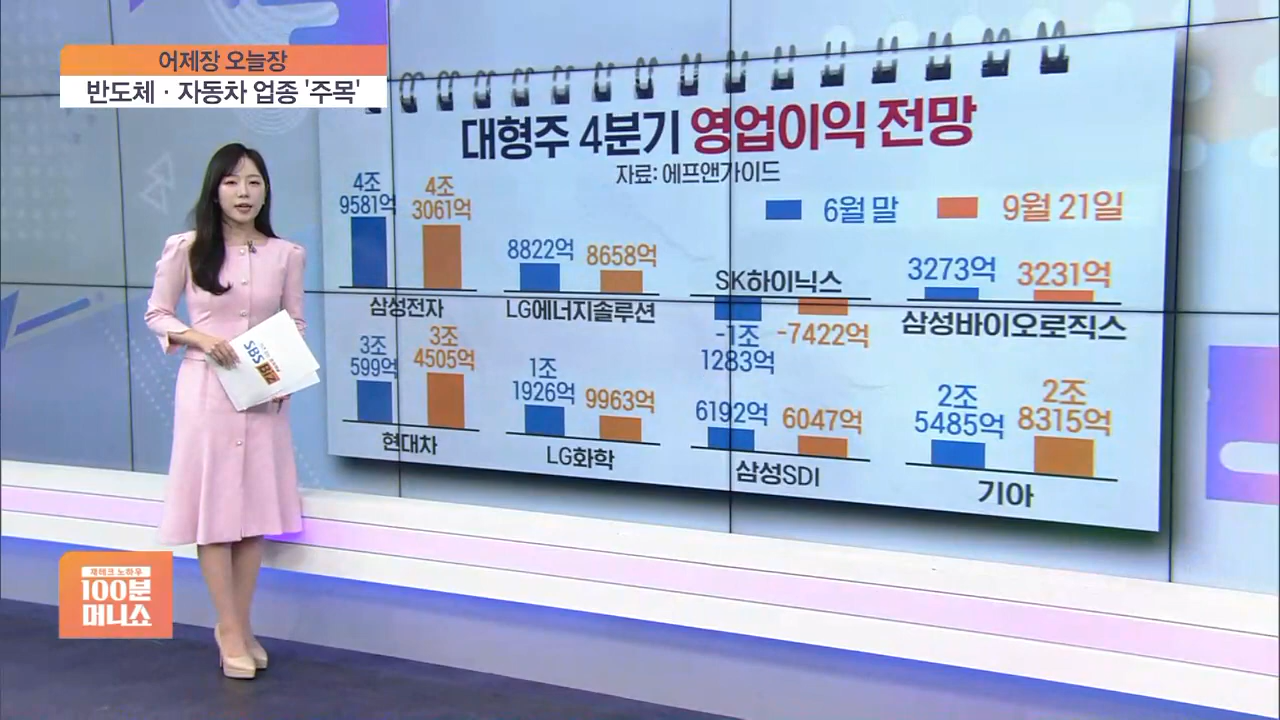 어제장 오늘장
반도체 · 자동차 업종 '주목'
대형주 4분기 영업이익 전망
자료: 에프앤가이드
6월 말 9월 21일
4조
9581억
4조
3061억
삼성전자
8822억 8658억
LG에너지솔루션
SK하이닉스
-1조
1283억
-7422억
3273억 3231억
삼성바이오로직스
3조
599억
3조
4505억
현대차
1조
1926억
9963억
LG화학
6192억 6047억
삼성SDI
2조
5485억
2조
8315억
기아
SBS Biz
재테크 노하우
100분
머니쇼